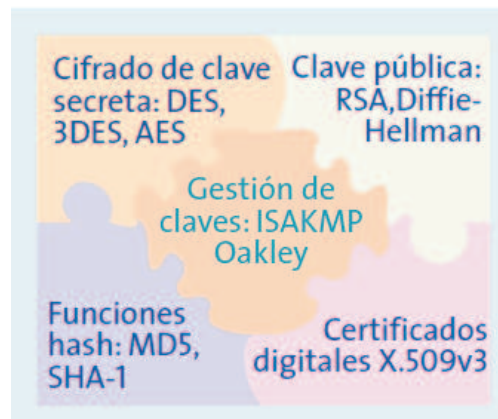 Cifrado de clave
secreta: DES,
3DES, AES
Clave pública:
RSA,Diffie-
Hellman
Gestión de
claves: ISAKMP
Oakley
Funciones
hash: MD5,
SHA-1
Certificados
digitales X.509v3